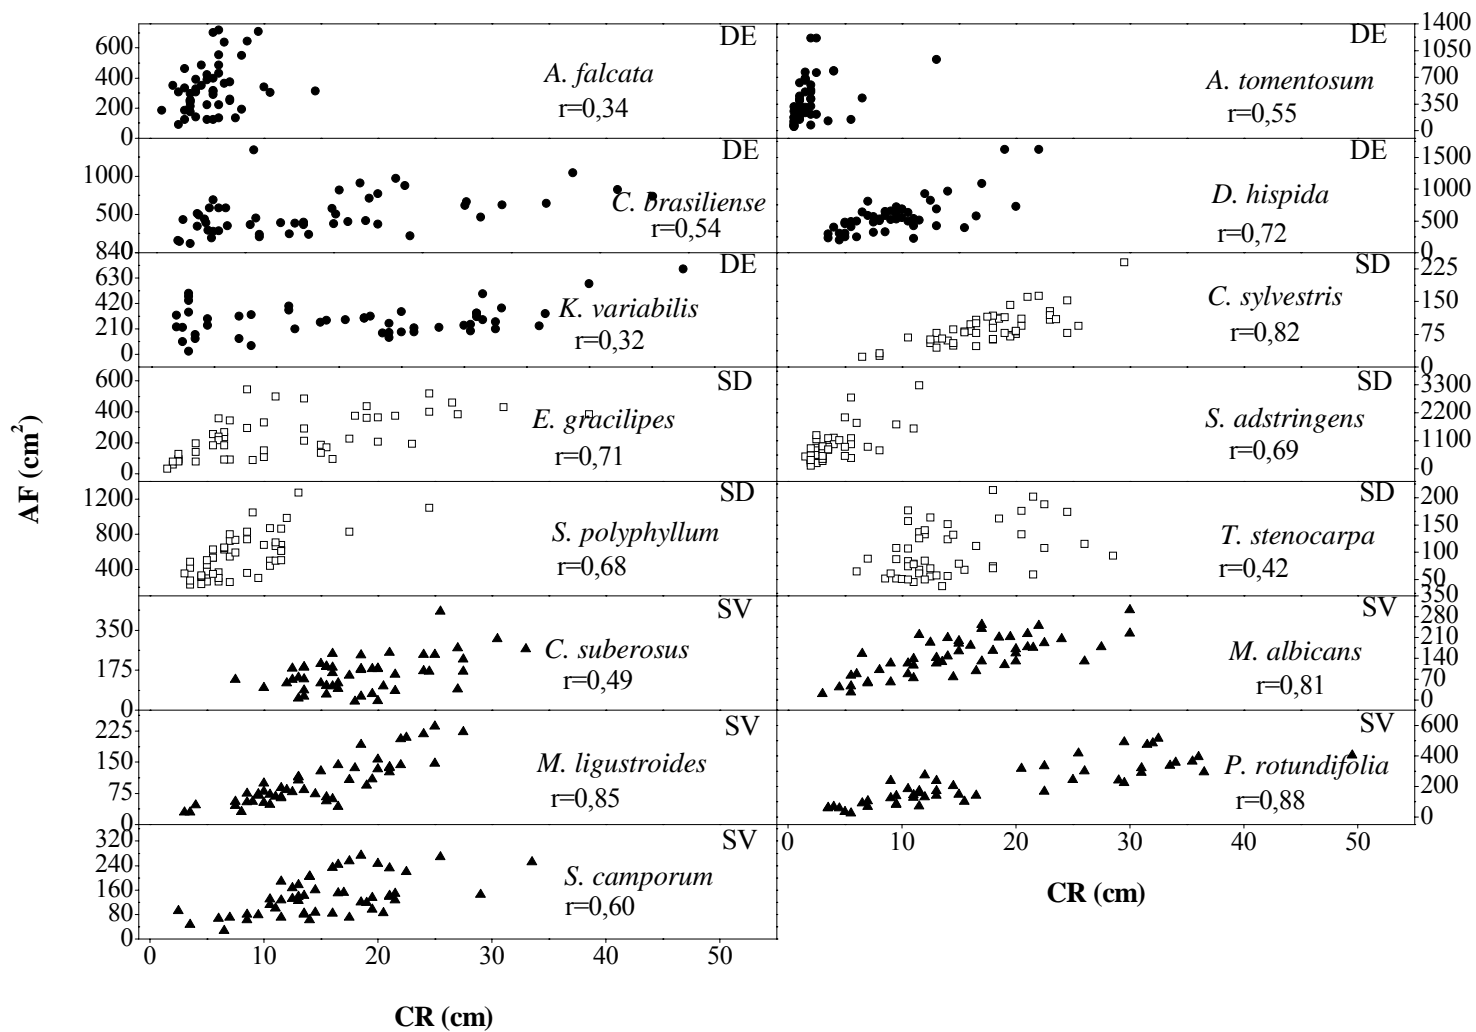 DE
A. falcata
r=0,34
600
400
200
0
DE
A. tomentosum
r=0,55
1400
1050
700
350
0
DE
C. brasiliense
r=0,54
1000
500
DE
D. hispida
r=0,72
1500
1000
500
0
DE
K. variabilis
r=0,32
840
630
420
210
0
SD
C. sylvestris
r=0,82
225
150
75
0
SD
E. gracilipes
r=0,71
600
400
200
0
SD
S. adstringens
r=0,69
3300
2200
1100
0
SD
S. polyphyllum
r=0,68
1200
800
400
SD
T. stenocarpa
r=0,42
200
150
100
50
SV
C. suberosus
r=0,49
350
175
0
SV
M. albicans
r=0,81
350
280
210
140
70
0
SV
M. ligustroides
r=0,85
225
150
75
0
SV
P. rotundifolia
r=0,88
600
400
200
0
0 10 20 30 40 50
CR (cm)
SV
S. camporum
r=0,60
320
240
160
80
0
0 10 20 30 40 50
CR (cm)
AF (cm²)